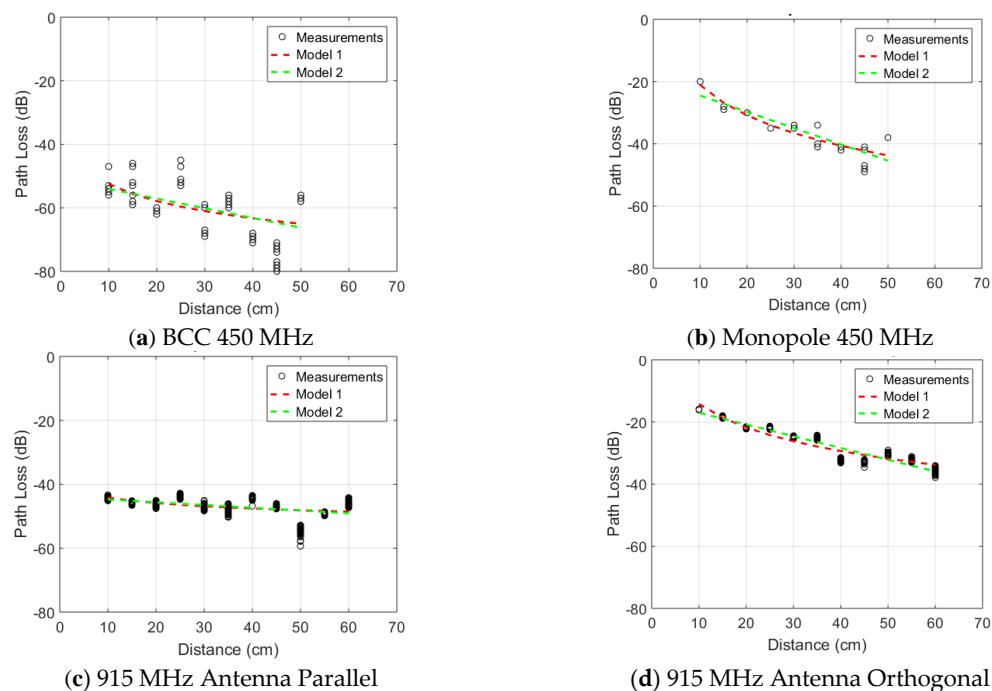 0
-20
-40
-60
-80
Path Loss (dB)
0 10 20 30 40 50 60 70
Distance (cm)
Measurements
Model 1
Model 2
(a) BCC 450 MHz
0
-20
-40
-60
-80
Path Loss (dB)
0 10 20 30 40 50 60 70
Distance (cm)
Measurements
Model 1
Model 2
(b) Monopole 450 MHz
0
-20
-40
-60
-80
Path Loss (dB)
0 10 20 30 40 50 60 70
Distance (cm)
Measurements
Model 1
Model 2
(c) 915 MHz Antenna Parallel
0
-20
-40
-60
-80
Path Loss (dB)
0 10 20 30 40 50 60 70
Distance (cm)
Measurements
Model 1
Model 2
(d) 915 MHz Antenna Orthogonal